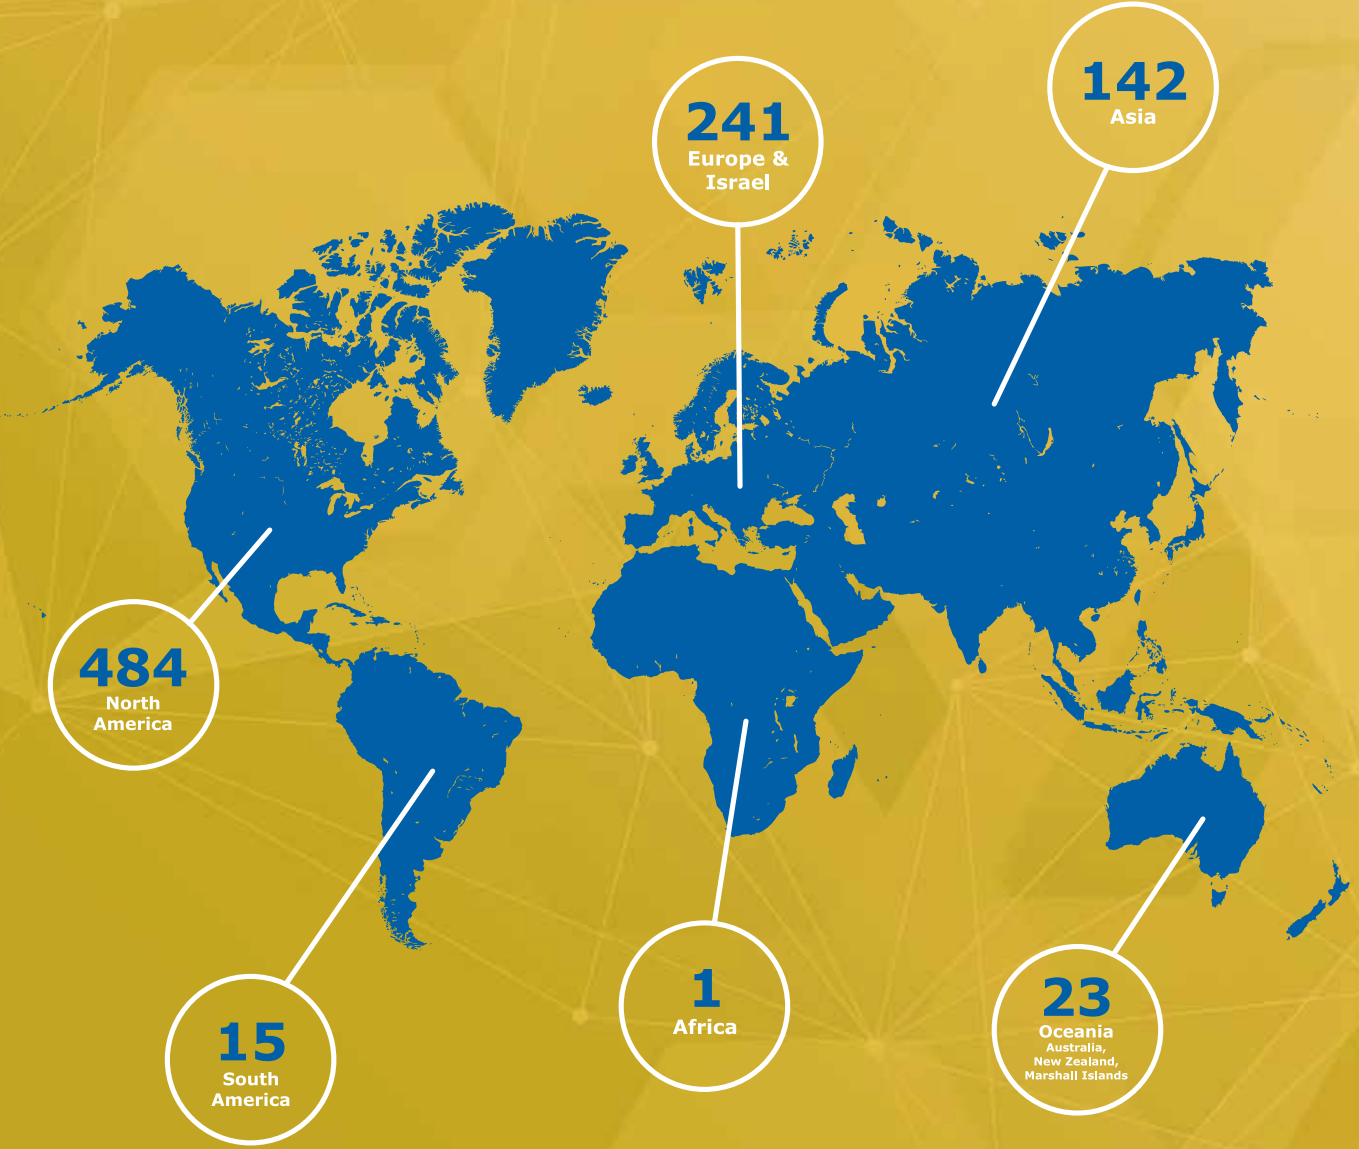 142
Asia
241
Europe &
Israel
484
North
America
15
South
America
1
Africa
23
Oceania
Australia,
New Zealand,
Marshall Islands